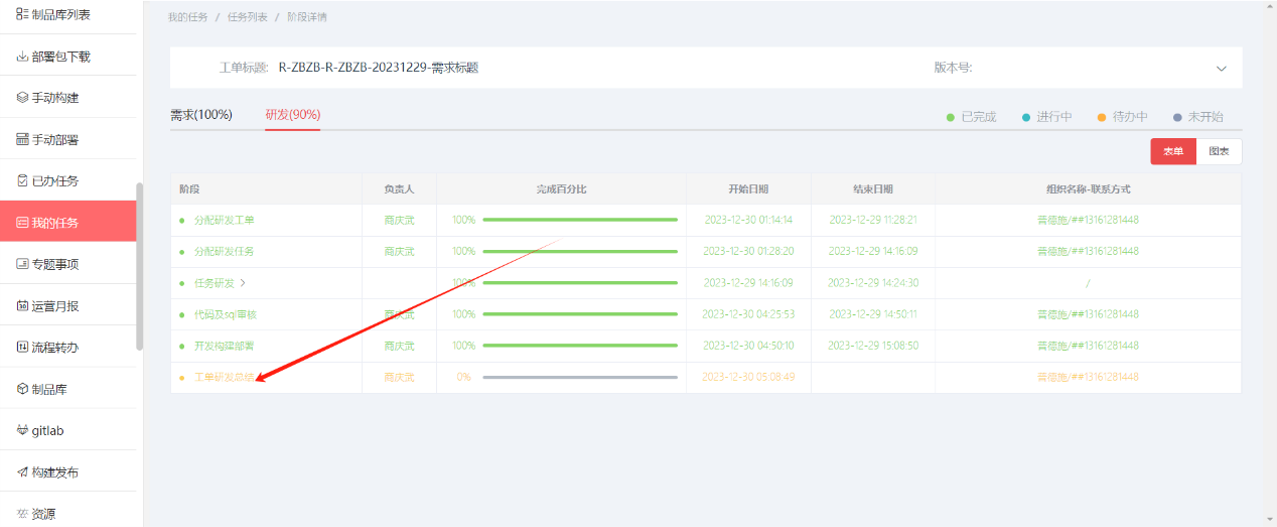 制品库列表
部署包下载
手动构建
手动部署
已办任务
我的任务
专题事项
运营月报
流程转办
制品库
gitlab
构建发布
资源
我的任务 / 任务列表 / 阶段详情
工单标题: R-ZBZB-R-ZBZB-20231229-需求标题 版本号:
需求(100%) 研发(90%) 已完成 进行中 待办中 未开始
表单 图表
阶段 负责人 完成百分比 开始日期 结束日期 组织名称-联系方式
分配研发工单 商庆武 100% 2023-12-30 01:14:14 2023-12-29 11:28:21 普德施/##13161281448
分配研发任务 商庆武 100% 2023-12-30 01:28:20 2023-12-29 14:16:09 普德施/##13161281448
任务研发 100% 2023-12-29 14:16:09 2023-12-29 14:24:30 /
代码及sql审核 商庆武 100% 2023-12-30 04:25:53 2023-12-29 14:50:11 普德施/##13161281448
开发构建部署 商庆武 100% 2023-12-30 04:50:10 2023-12-29 15:08:50 普德施/##13161281448
工单研发总结 商庆武 0% 2023-12-30 05:08:49 普德施/##13161281448